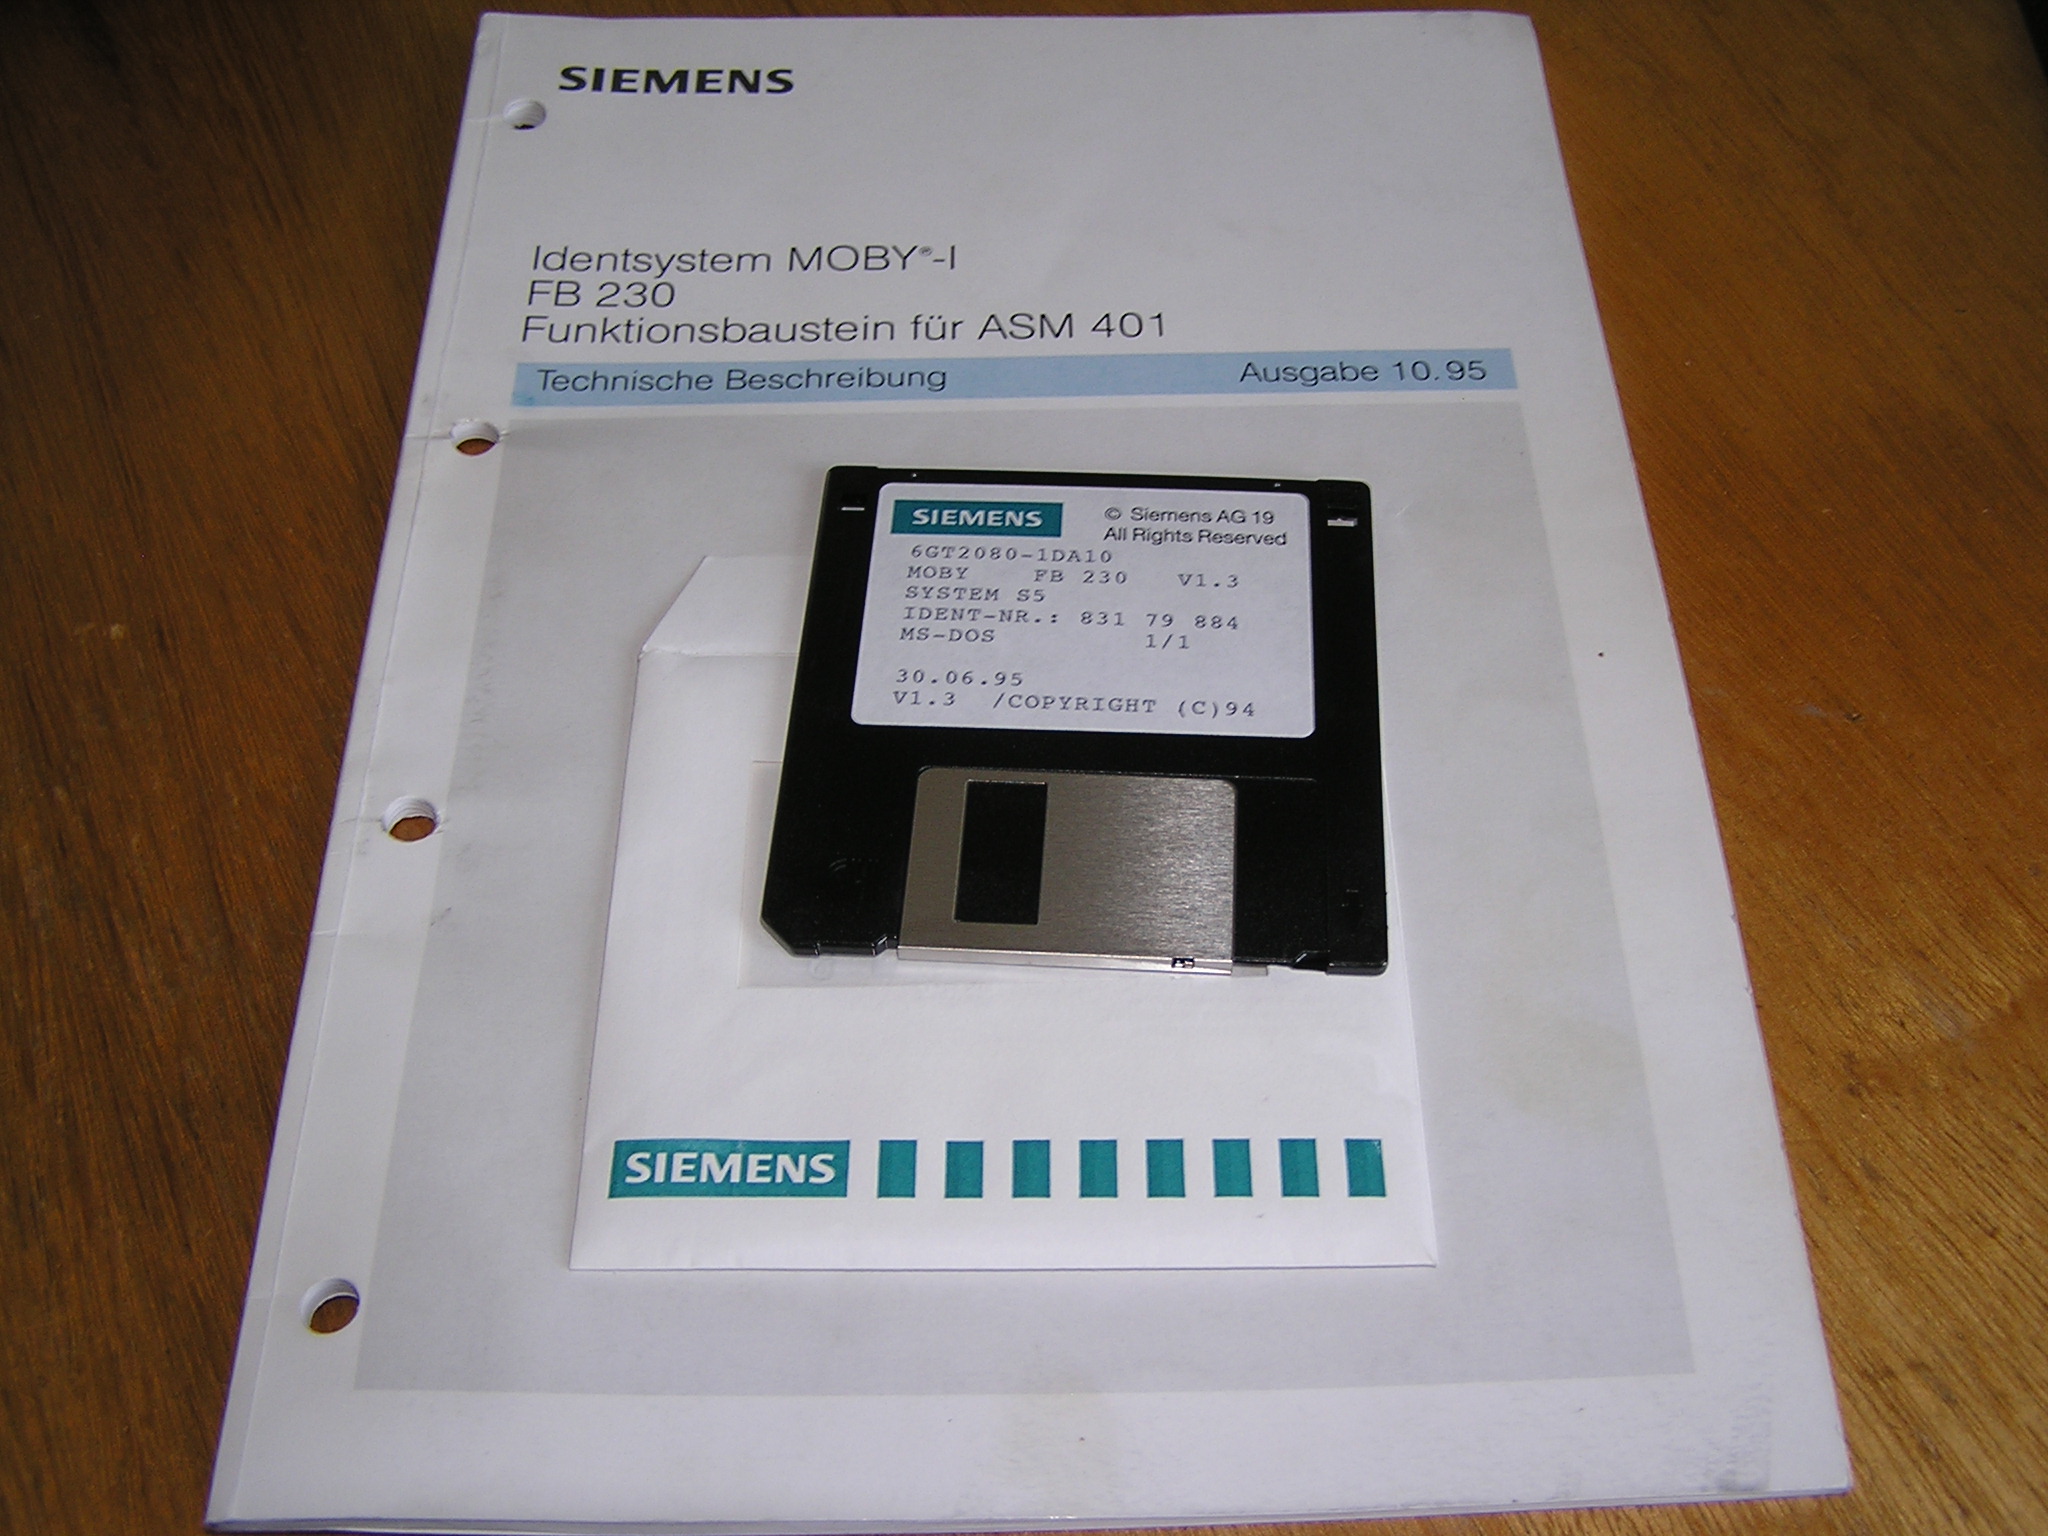 SIEMENS
Identsystem MOBY®-I
FB 230
Funktionsbaustein für ASM 401
Technische Beschreibung Ausgabe 10.95
SIEMENS © Siemens AG 19
All Rights Reserved
6GT2080-1DA10
MOBY FB 230 V1.3
SYSTEM S5
IDENT-NR.: 831 79 884
MS-DOS 1/1
30.06.95
V1.3 /COPYRIGHT (C)94
SIEMENS